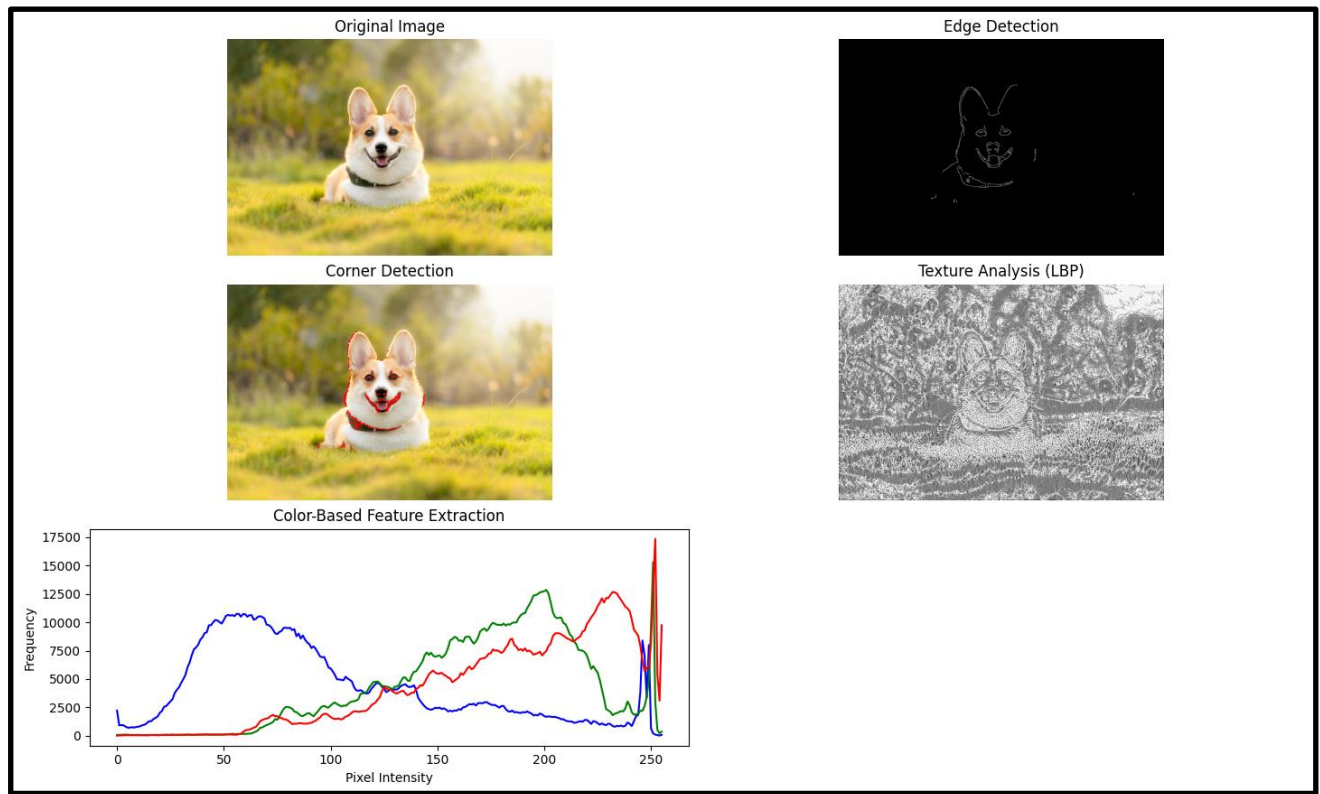 Original Image
Edge Detection
Corner Detection
Texture Analysis (LBP)
Color-Based Feature Extraction
17500
15000
12500
10000
7500
5000
2500
0
Frequency
0 50 100 150 200 250
Pixel Intensity